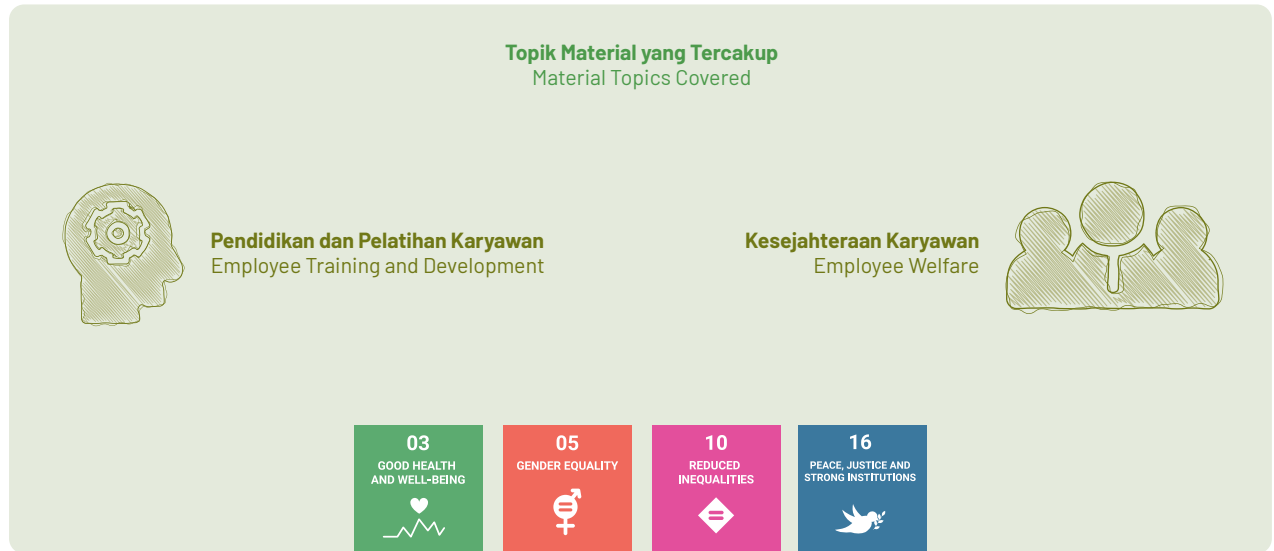 Topik Material yang Tercakup
Material Topics Covered
Pendidikan dan Pelatihan Karyawan
Employee Training and Development
Kesejahteraan Karyawan
Employee Welfare
03
GOOD HEALTH
AND WELL-BEING
05
GENDER EQUALITY
10
REDUCED
INEQUALITIES
16
PEACE, JUSTICE AND
STRONG INSTITUTIONS